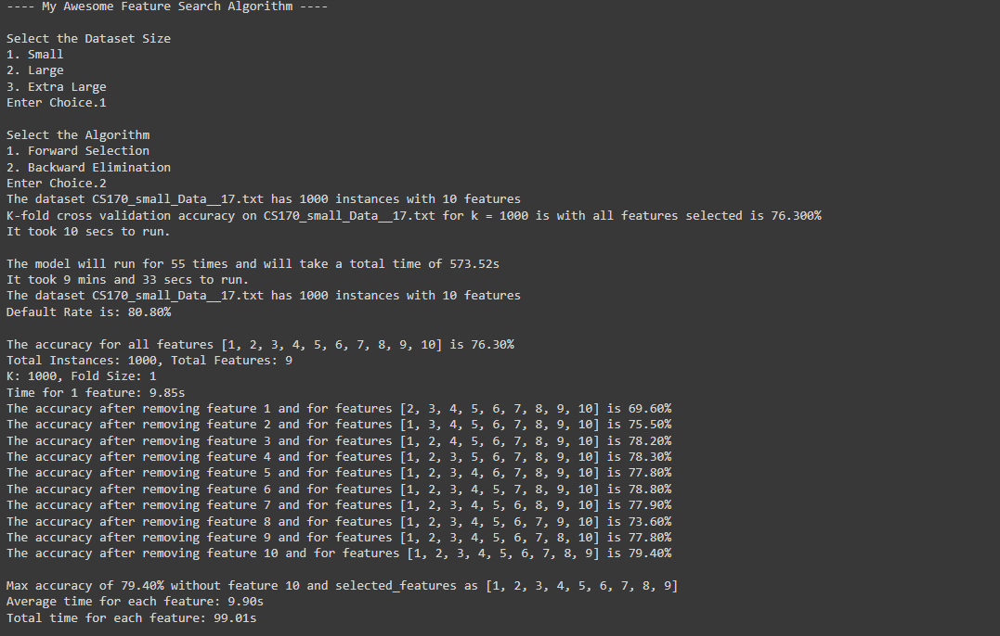 ---- My Awesome Feature Search Algorithm ----
Select the Dataset Size
1. Small
2. Large
3. Extra Large
Enter Choice.1
Select the Algorithm
1. Forward Selection
2. Backward Elimination
Enter Choice.2
The dataset CS170_small_Data__17.txt has 1000 instances with 10 features
K-fold cross validation accuracy on CS170_small_Data__17.txt for k = 1000 is with all features selected is 76.300%
It took 10 secs to run.
The model will run for 55 times and will take a total time of 573.52s
It took 9 mins and 33 secs to run.
The dataset CS170_small_Data__17.txt has 1000 instances with 10 features
Default Rate is: 80.80%
The accuracy for all features [1, 2, 3, 4, 5, 6, 7, 8, 9, 10] is 76.30%
Total Instances: 1000, Total Features: 9
K: 1000, Fold Size: 1
Time for 1 feature: 9.85s
The accuracy after removing feature 1 and for features [2, 3, 4, 5, 6, 7, 8, 9, 10] is 69.60%
The accuracy after removing feature 2 and for features [1, 3, 4, 5, 6, 7, 8, 9, 10] is 75.50%
The accuracy after removing feature 3 and for features [1, 2, 4, 5, 6, 7, 8, 9, 10] is 78.20%
The accuracy after removing feature 4 and for features [1, 2, 3, 5, 6, 7, 8, 9, 10] is 78.30%
The accuracy after removing feature 5 and for features [1, 2, 3, 4, 6, 7, 8, 9, 10] is 77.80%
The accuracy after removing feature 6 and for features [1, 2, 3, 4, 5, 7, 8, 9, 10] is 78.80%
The accuracy after removing feature 7 and for features [1, 2, 3, 4, 5, 6, 8, 9, 10] is 77.90%
The accuracy after removing feature 8 and for features [1, 2, 3, 4, 5, 6, 7, 9, 10] is 73.60%
The accuracy after removing feature 9 and for features [1, 2, 3, 4, 5, 6, 7, 8, 10] is 77.80%
The accuracy after removing feature 10 and for features [1, 2, 3, 4, 5, 6, 7, 8, 9] is 79.40%
Max accuracy of 79.40% without feature 10 and selected_features as [1, 2, 3, 4, 5, 6, 7, 8, 9]
Average time for each feature: 9.90s
Total time for each feature: 99.01s